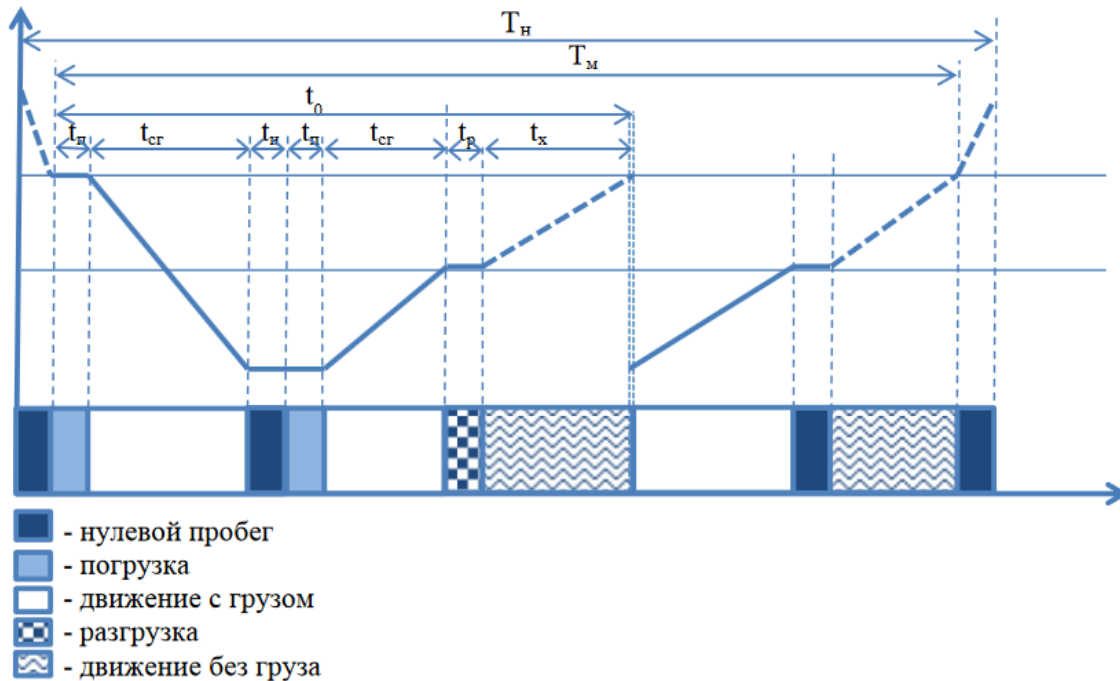 Tн
Tм
t0
tп tсг tн tп tсг tр tх
- нулевой пробег
- погрузка
- движение с грузом
- разгрузка
- движение без груза